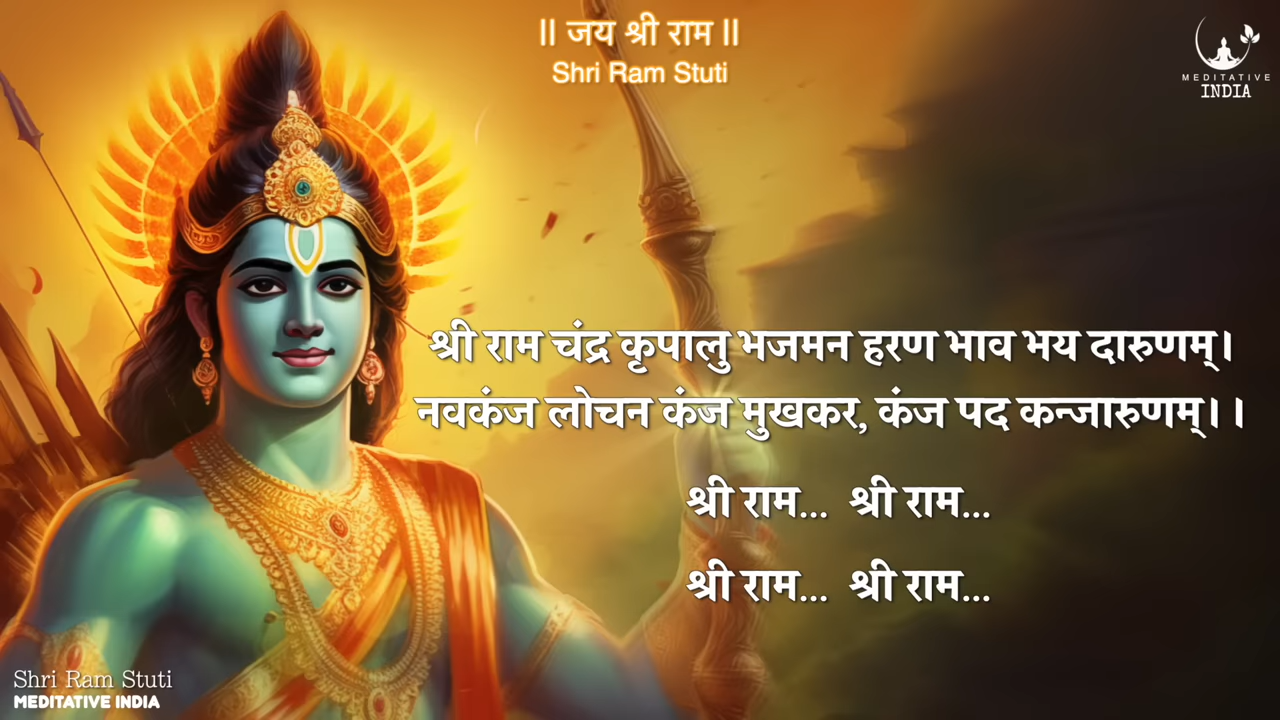 ॥ जय श्री राम ॥
Shri Ram Stuti
MEDITATIVE
INDIA
श्री राम चंद्र कृपालु भजमन हरण भाव भय दारुणम्।
नवकंज लोचन कंज मुखकर, कंज पद कन्जारुणम्।।
श्री राम... श्री राम...
श्री राम... श्री राम...
Shri Ram Stuti
MEDITATIVE INDIA